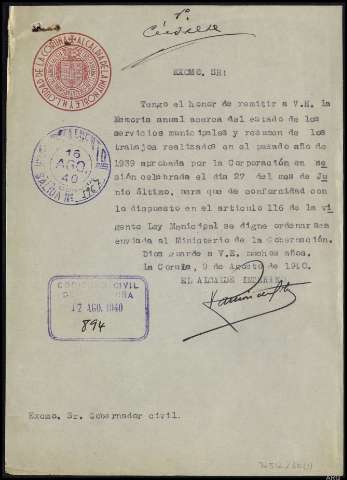 EXCMO. SR:
Tengo el honor de remitir a V.E. la
Memoria anual acerca del estado de los
servicios municipales y resumen de los
trabajos realizados en el pasado año de
1939 aprobada por la Corporación en se
sión celebrada el dia 27 del mes de Ju
nio último, para que de conformidad con
lo dispuesto en el articulo 116 de la vi
gente Ley Municipal se digne ordenar sea
enviada al Ministerio de la Gobernación.
Dios guarde a V.E. muchos años.
La Coruña, 9 de Agosto de 1940.
EL ALCALDE
16
AGO.
40
GOBIERNO CIVIL
12 AGO. 1940
894
Excmo. Sr. Gobernador civil.